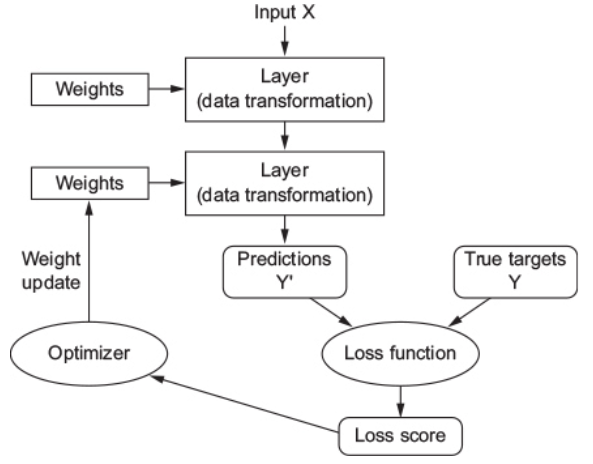 Input X
Layer
(data transformation)
Weights
Layer
(data transformation)
Weights
Weight
update
Predictions
Y'
True targets
Y
Optimizer
Loss function
Loss score